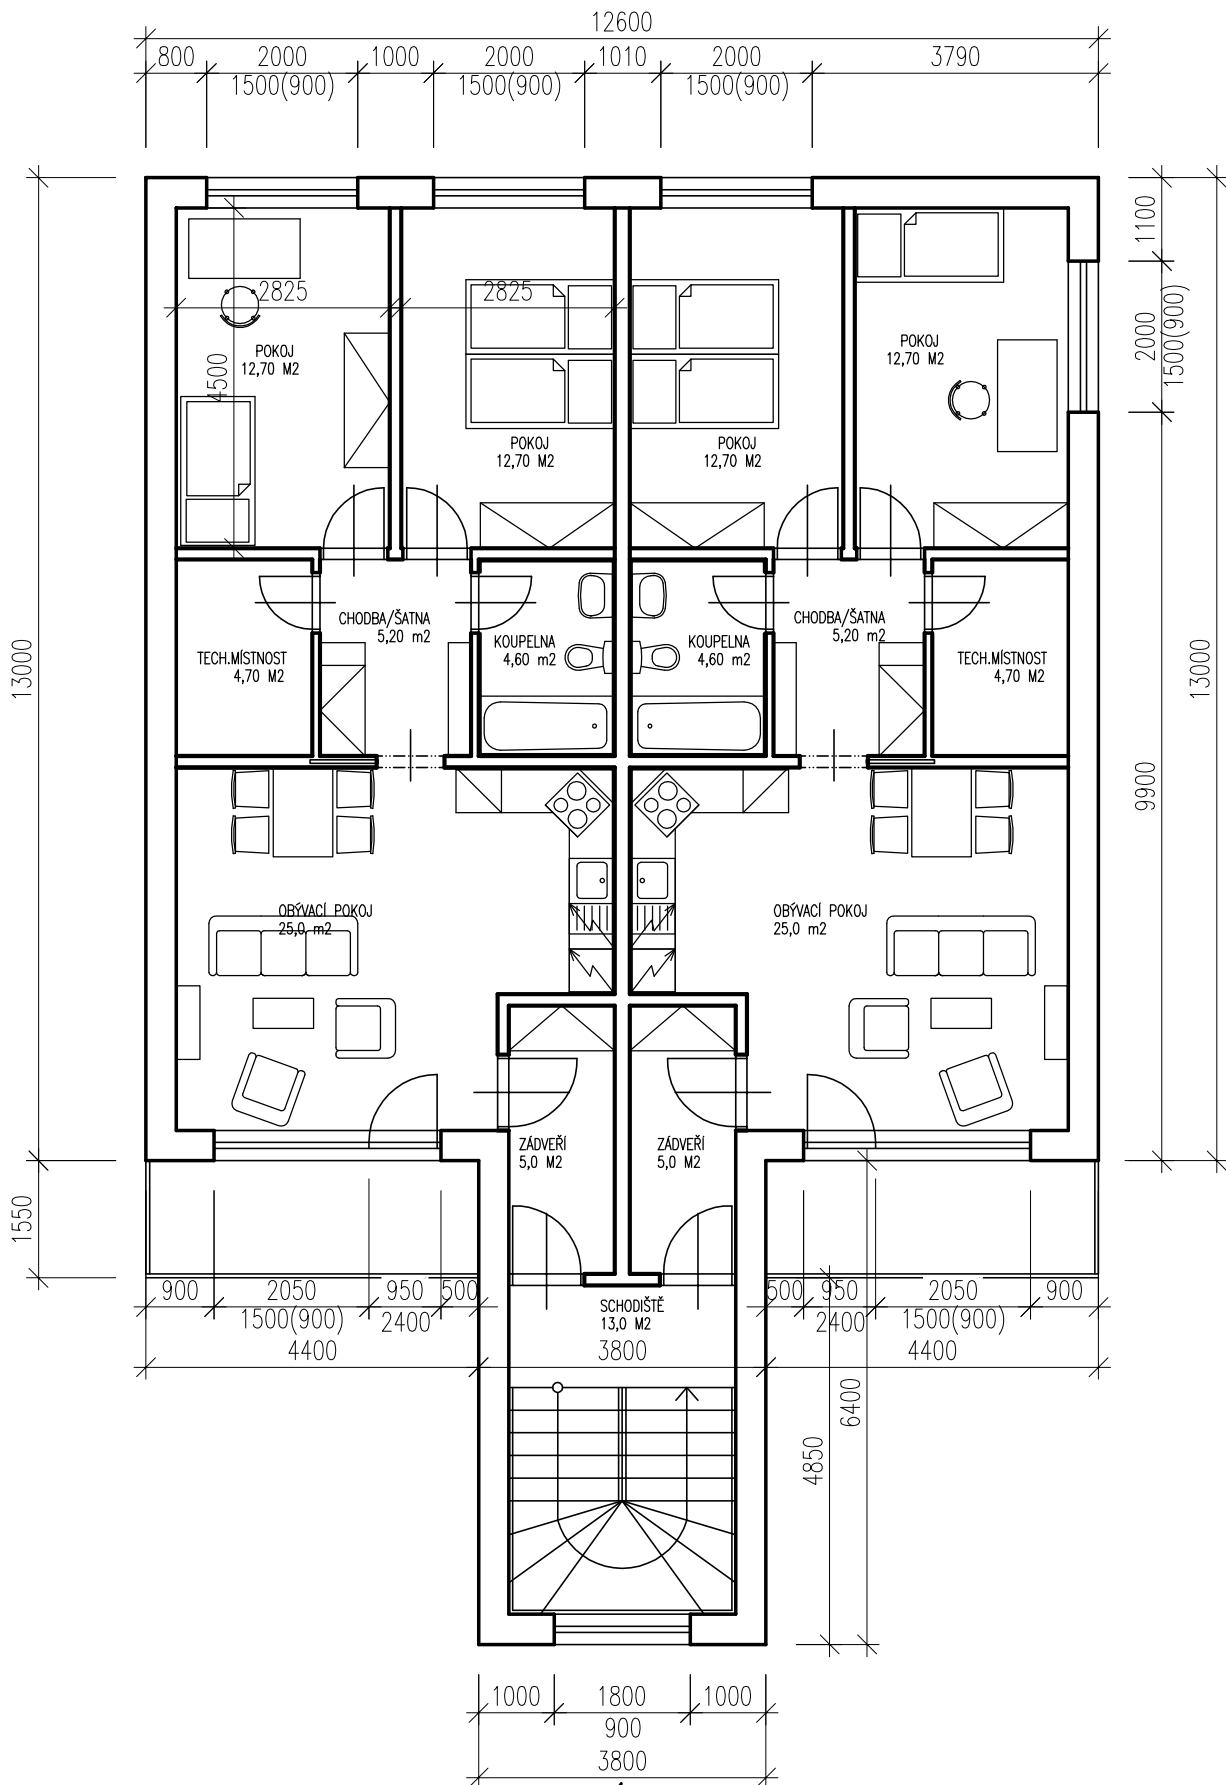 12600
800 2000 1000 2000 1010 2000 3790
1500(900) 1500(900) 1500(900)
1100
2000
1500(900)
2825 2825
4500
POKOJ
12,70 M2
POKOJ
12,70 M2
POKOJ
12,70 M2
POKOJ
12,70 M2
CHODBA/ŠATNA
5,20 m2
CHODBA/ŠATNA
5,20 m2
KOUPELNA
4,60 m2
KOUPELNA
4,60 m2
TECH.MÍSTNOST
4,70 M2
TECH.MÍSTNOST
4,70 M2
13000
13000
9900
OBÝVACÍ POKOJ
25,0 m2
OBÝVACÍ POKOJ
25,0 m2
ZÁDVEŘÍ
5,0 M2
ZÁDVEŘÍ
5,0 M2
1550
900 2050 950 500
1500(900) 2400
500 950 2050 900
2400 1500(900)
SCHODIŠTĚ
13,0 M2
4400 3800 4400
6400
4850
1000 1800 1000
900
3800